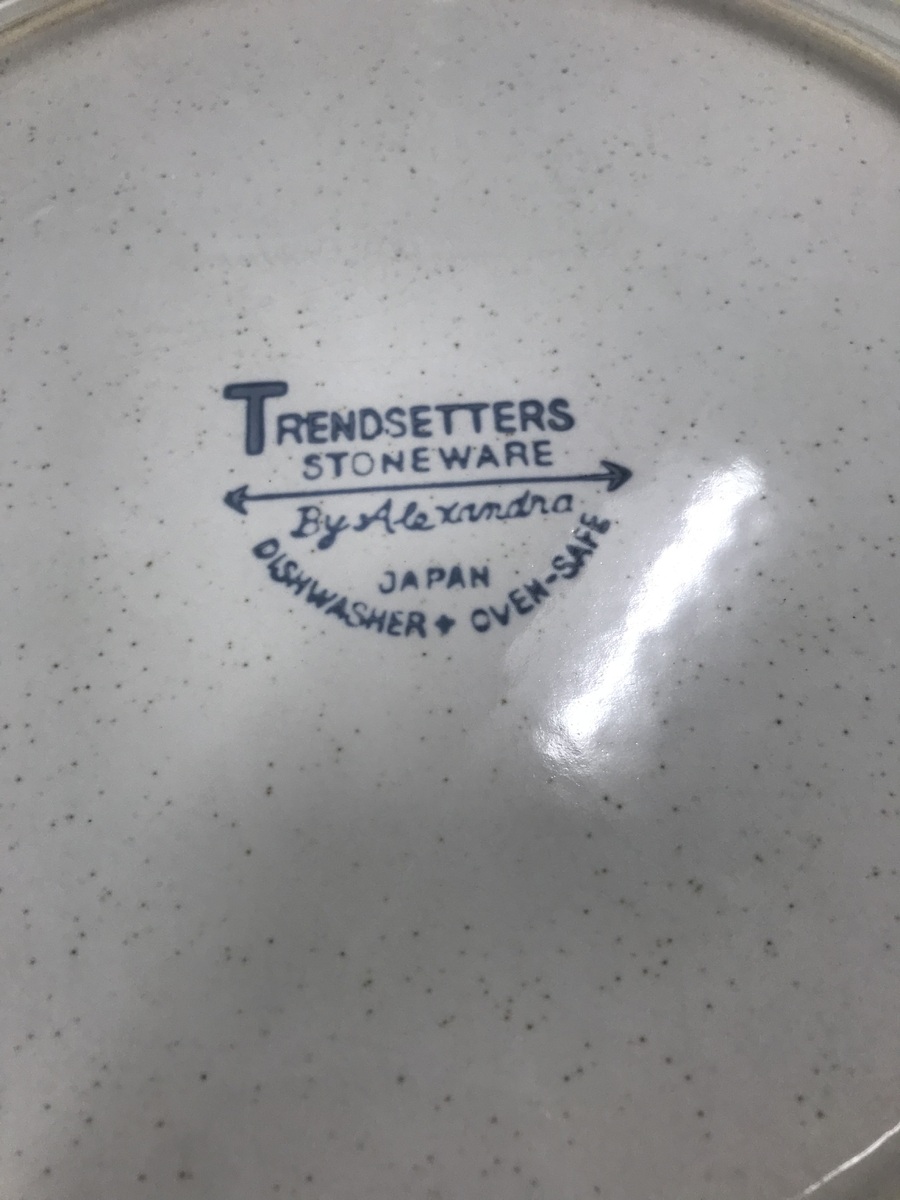 TRENDSETTERS
STONEWARE
By Alexandra
JAPAN
DISHWASHER + OVEN-SAFE